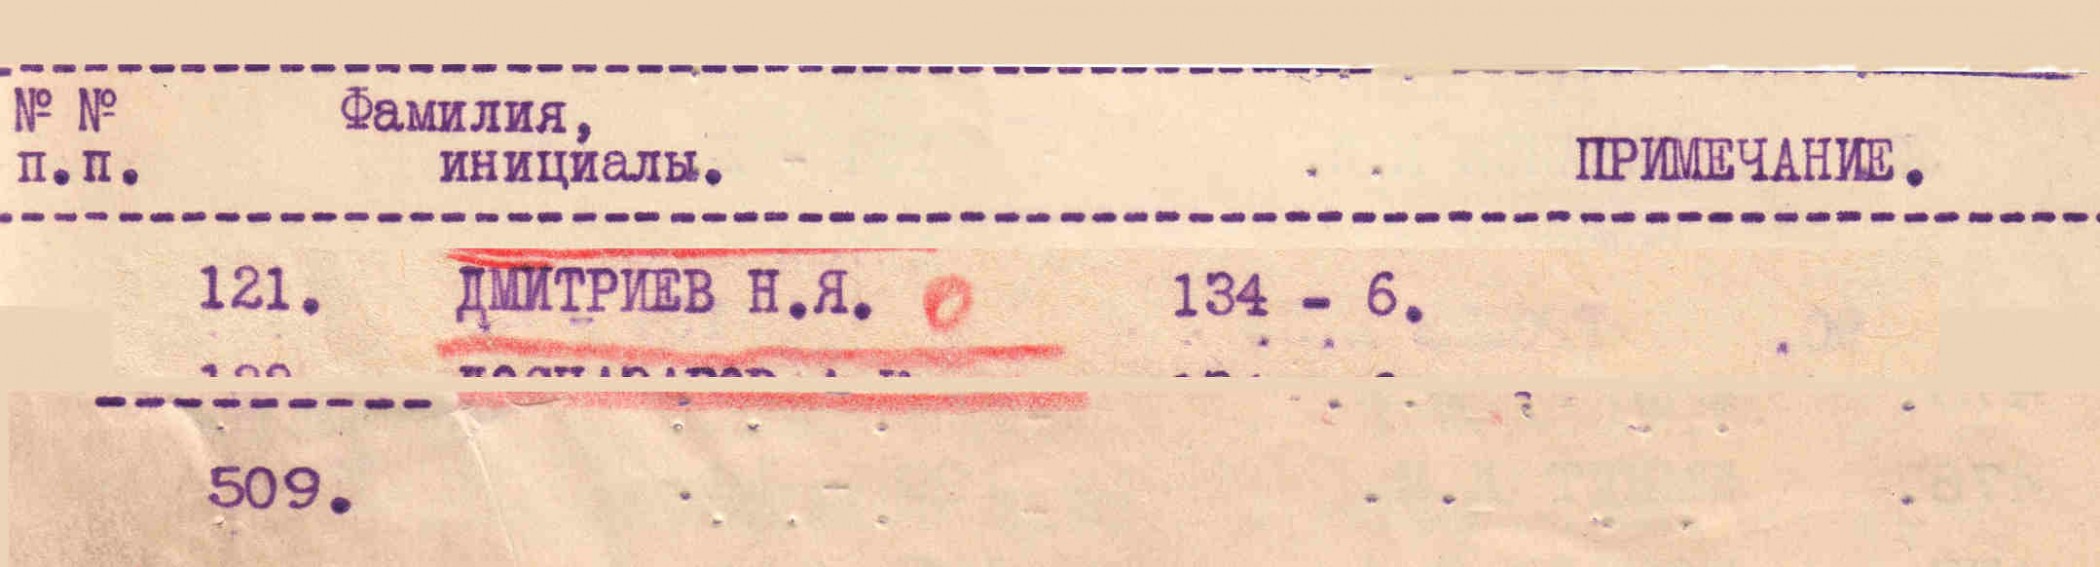 № № Фамилия,
п.п. инициалы. ПРИМЕЧАНИЕ.
121. ДМИТРИЕВ Н.Я. 134 - 6.
509.